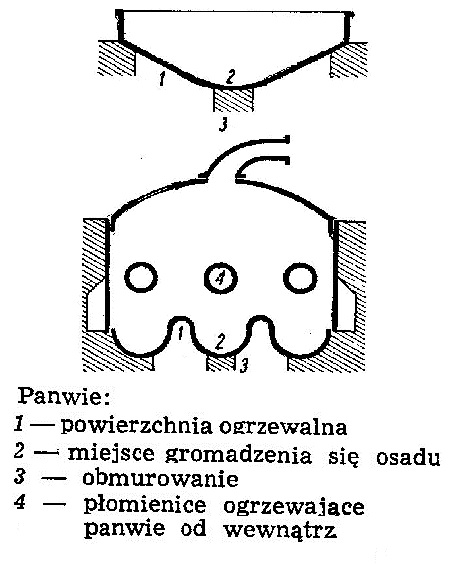 1
2
3
4
1
2
3
Panwie:
1 — powierzchnia ogrzewalna
2 — miejsce gromadzenia się osadu
3 — obmurowanie
4 — płomienice ogrzewajace
panwie od wewnątrz